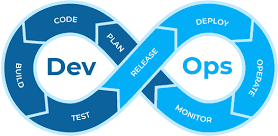 CODE
PLAN
BUILD
TEST
Dev
RELEASE
DEPLOY
OPERATE
MONITOR
Ops